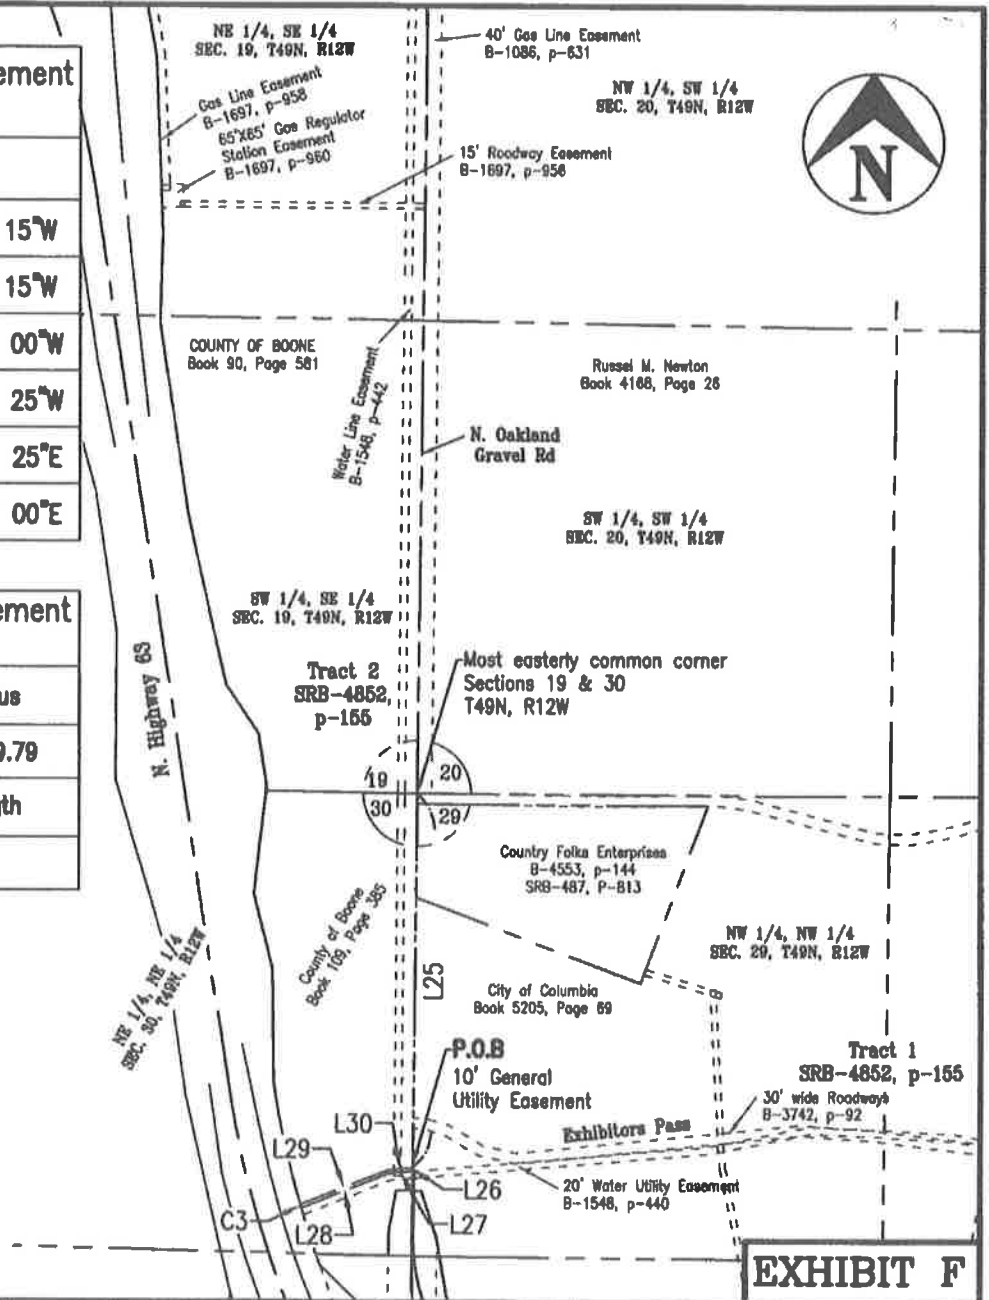 ement
15"W
15"W
00"W
25"W
25"E
00"E
ement
us
9.79
gth
NE 1/4, SE 1/4
SEC. 19, T49N, R12W
40' Gas Line Easement
B-1086, p-631
NW 1/4, SW 1/4
SEC. 20, T49N, R12W
N
Gas Line Easement
B-1697, p-958
65'X65' Gas Regulator
Station Easement
B-1697, p-960
15' Roadway Easement
B-1697, p-958
COUNTY OF BOONE
Book 90, Page 581
Water Line Easement
B-1548, p-442
Russel M. Newton
Book 4168, Page 26
N. Oakland
Gravel Rd
SW 1/4, SW 1/4
SEC. 20, T49N, R12W
SW 1/4, SE 1/4
SEC. 19, T49N, R12W
N. Highway 63
Tract 2
SRB-4852,
p-155
Most easterly common corner
Sections 19 & 30
T49N, R12W
19
20
30
29
Country Folks Enterprises
B-4553, p-144
SRB-487, P-813
County of Boone
Book 109, Page 385
NW 1/4, NW 1/4
SEC. 29, T49N, R12W
NE 1/4, NE 1/4
SEC. 30, T49N, R12W
L25
City of Columbia
Book 5205, Page 69
P.O.B
10' General
Utility Easement
Tract 1
SRB-4852, p-155
30' wide Roadways
B-3742, p-92
Exhibitors Pass
L30
L29
L26
20' Water Utility Easement
B-1548, p-440
C3
L28
L27
EXHIBIT F